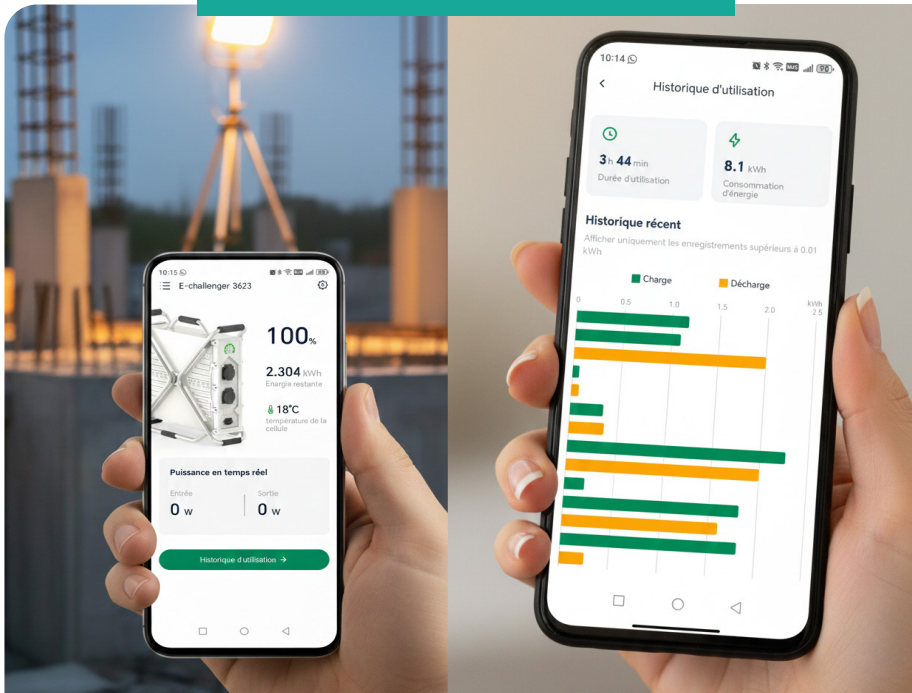 10:15
E-challenger 3623
100%
2.304 kWh
Energie restante
18°C
température de la
cellule
Puissance en temps réel
Entrée
0 w
Sortie
0 w
Historique d'utilisation →
10:14
Historique d'utilisation
3 h 44 min
Durée d'utilisation
8.1 kWh
Consommation
d'énergie
Historique récent
Afficher uniquement les enregistrements supérieurs à 0.01
kWh
Charge
Décharge
kWh
0 0.5 1.0 1.5 2.0 2.5